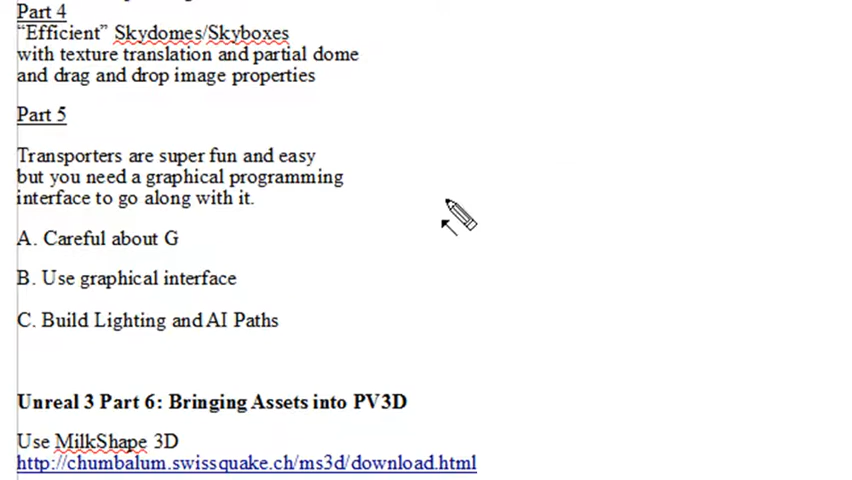 Part 4
“Efficient” Skydomes/Skyboxes
with texture translation and partial dome
and drag and drop image properties
Part 5
Transporters are super fun and easy
but you need a graphical programming
interface to go along with it.
A. Careful about G
B. Use graphical interface
C. Build Lighting and AI Paths
Unreal 3 Part 6: Bringing Assets into PV3D
Use MilkShape 3D
http://chumbalum.swissquake.ch/ms3d/download.html